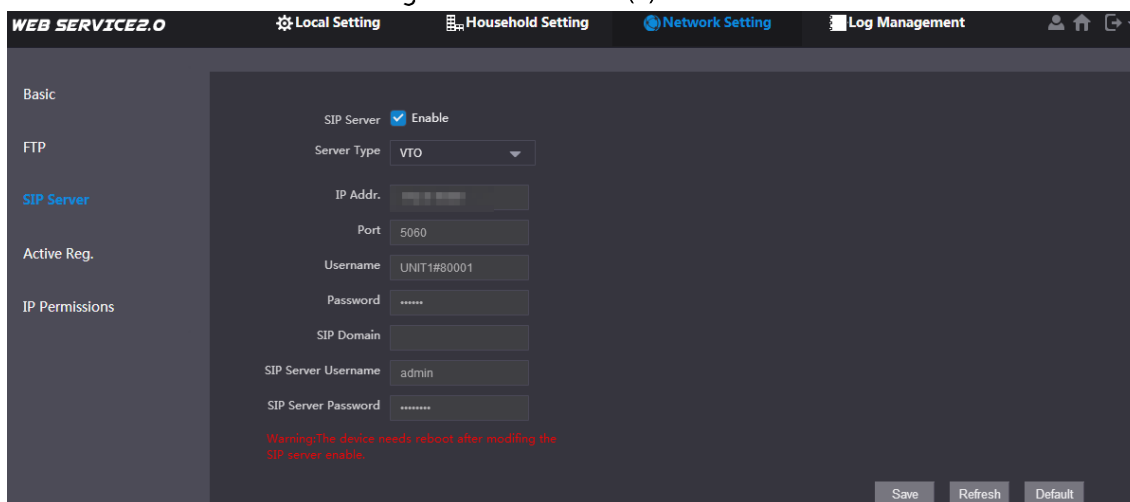 WEB SERVICE2.0
Local Setting
Household Setting
Network Setting
Log Management
Basic
FTP
SIP Server
Active Reg.
IP Permissions
SIP Server Enable
Server Type VTO
IP Addr.
Port 5060
Username UNIT1#80001
Password ••••••
SIP Domain
SIP Server Username admin
SIP Server Password ••••••••
Warning:The device needs reboot after modifing the
SIP server enable.
Save Refresh Default